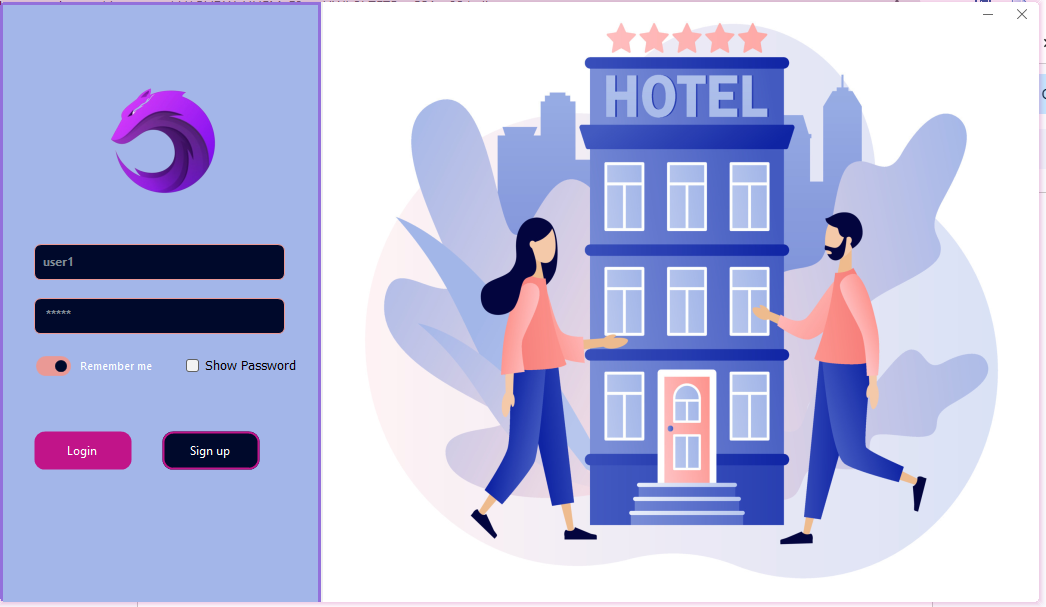 HOTEL
user1
*****
Remember me
Show Password
Login
Sign up